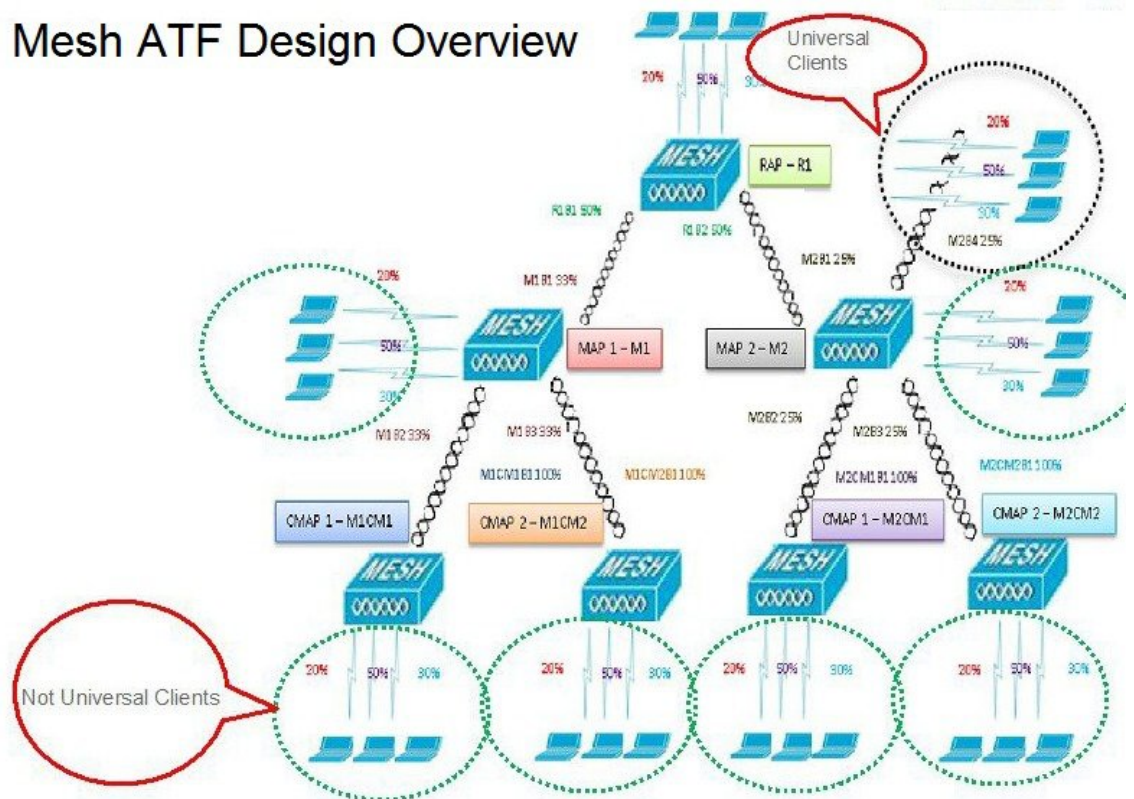 Mesh ATF Design Overview
Universal
Clients
20% 50% 30%
20%
50%
30%
MESH
RAP – R1
R1B1 50%
R1B2 50%
M2B4 25%
M1B1 33%
M2B1 25%
20%
50%
30%
MESH
MAP 1 – M1
MAP 2 – M2
MESH
20%
50%
30%
M1B2 33%
M1B3 33%
M2B2 25%
M2B3 25%
M1CM1B1 100%
M1CM2B1 100%
M2CM1B1 100%
M2CM2B1 100%
CMAP 1 – M1CM1
CMAP 2 – M1CM2
CMAP 1 – M2CM1
CMAP 2 – M2CM2
MESH
MESH
MESH
MESH
Not Universal Clients
20% 50% 30%
20% 50% 30%
20% 50% 30%
20% 50% 30%